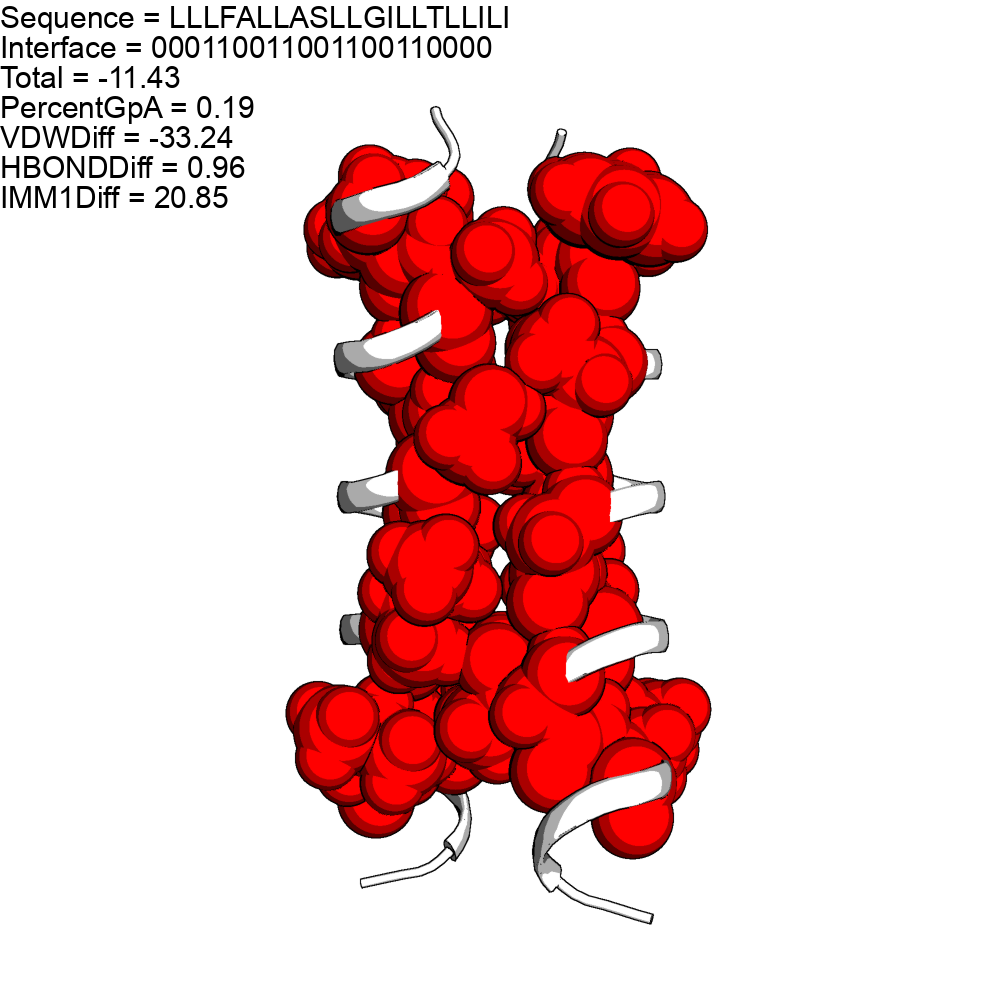 Sequence = LLLFALLASLLGILLTLLILI
Interface = 000110011001100110000
Total = -11.43
PercentGpA = 0.19
VDWDiff = -33.24
HBONDDiff = 0.96
IMM1Diff = 20.85